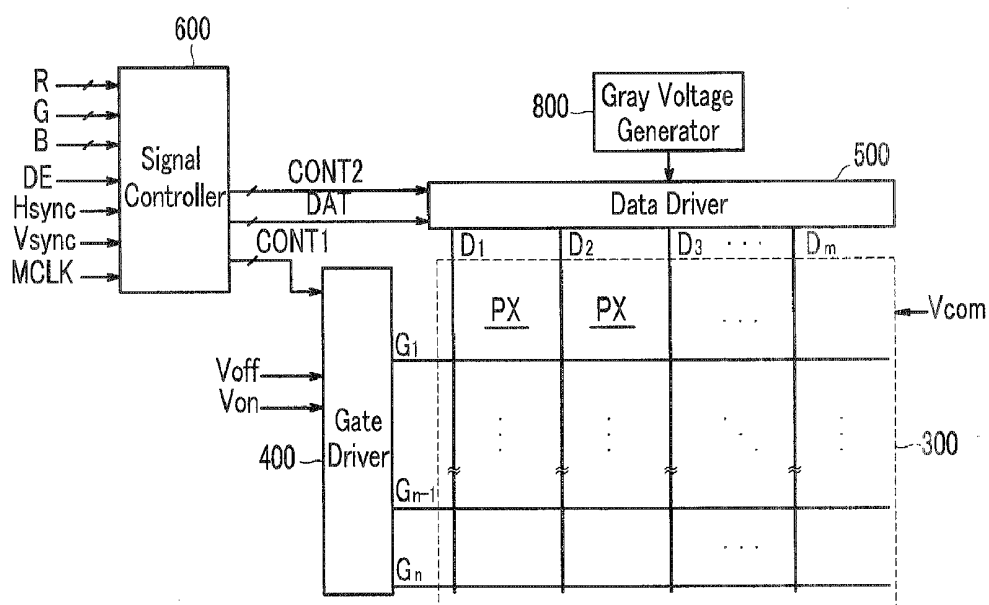 600
R
G
B
DE
Hsync
Vsync
MCLK
Signal
Controller
CONT2
DAT
CONT1
800
Gray Voltage
Generator
500
Data Driver
D1
D2
D3
. . .
Dm
PX
PX
. . .
Vcom
G1
Voff
Von
Gate
Driver
400
300
Gn-1
Gn
. . .